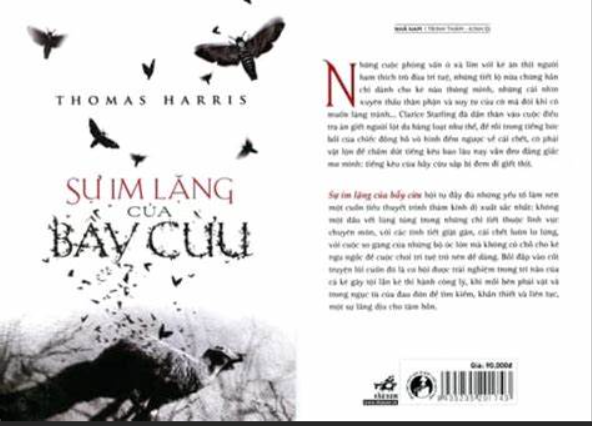 THOMAS HARRIS
SỰ IM LẶNG
CỦA
BẦY CỪU
Những cuộc phỏng vấn ở xà lim với kẻ ăn thịt người
ham thích trò đùa trí tuệ, những tiết lộ nửa chừng hắn
chỉ dành cho kẻ nào thông minh, những cái nhìn
xuyên thấu thân phận và suy tư của cô mà đôi khi cô
muốn lảng tránh... Clarice Starling đã dấn thân vào cuộc điều
tra án giết người lột da hàng loạt như thế, để rồi trong tiếng bức
bối của chiếc đồng hồ vô hình đếm ngược về cái chết, cô phải
vật lộn để chấm dứt tiếng kêu bao lâu nay vẫn đeo đẳng giấc
mơ mình: tiếng kêu của bầy cừu sắp bị đem đi giết thịt.
Sự im lặng của bầy cừu hội tụ đầy đủ những yếu tố làm nên
một cuốn tiểu thuyết trinh thám kinh dị xuất sắc nhất: không
một dấu vết lúng túng trong những chi tiết thuộc lĩnh vực
chuyên môn, với các tình tiết giật gân, cái chết luôn lơ lửng,
với cuộc so găng của những bộ óc lớn mà không có chỗ cho kẻ
ngu ngốc để cuộc chơi trí tuệ trở nên dễ dàng. Bồi đắp vào cốt
truyện lôi cuốn đó là cơ hội được trải nghiệm trong trí não của
cả kẻ gây tội lẫn kẻ thi hành công lý, khi mỗi bên phải vật vã
trong ngục tù của đau đớn để tìm kiếm, khẩn thiết và liên tục,
một sự lắng dịu cho tâm hồn.
Giá: 90.000đ